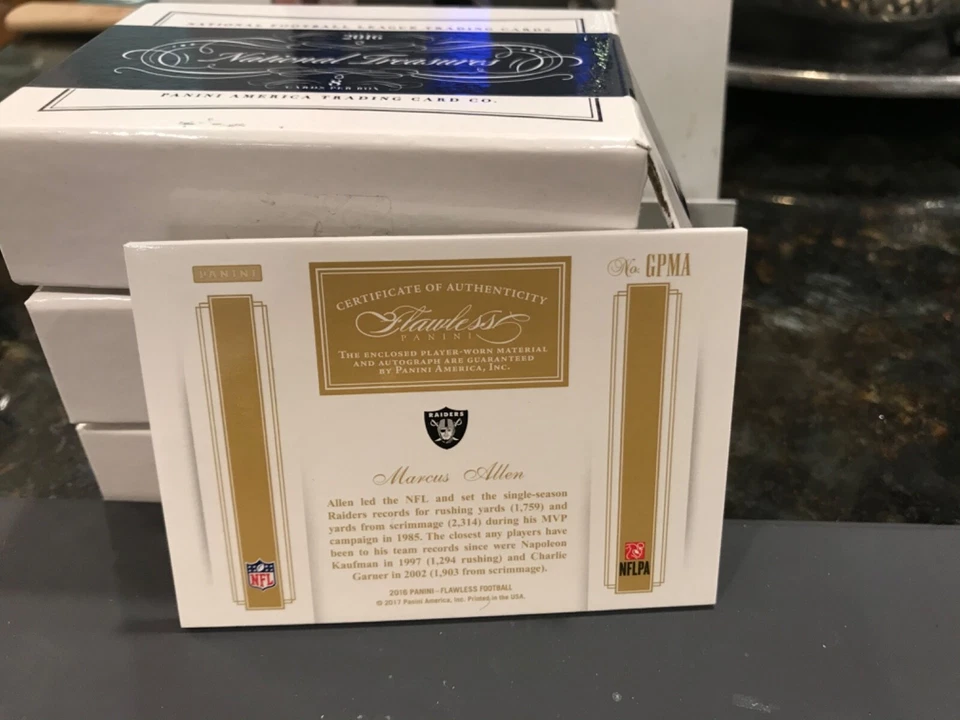 NATIONAL FOOTBALL LEAGUE TRADING CARDS
2016
National Treasures
CARDS PER BOX
PANINI AMERICA TRADING CARD CO.
PANINI
No. GPMA
CERTIFICATE OF AUTHENTICITY
Flawless
PANINI
THE ENCLOSED PLAYER-WORN MATERIAL
AND AUTOGRAPH ARE GUARANTEED
BY PANINI AMERICA, INC.
RAIDERS
Marcus Allen
Allen led the NFL and set the single-season
Raiders records for rushing yards (1,759) and
yards from scrimmage (2,314) during his MVP
campaign in 1985. The closest any players have
been to his team records since were Napoleon
Kaufman in 1997 (1,294 rushing) and Charlie
Garner in 2002 (1,903 from scrimmage).
NFL
NFLPA
2016 PANINI - FLAWLESS FOOTBALL
© 2017 Panini America, Inc. Printed in the USA.